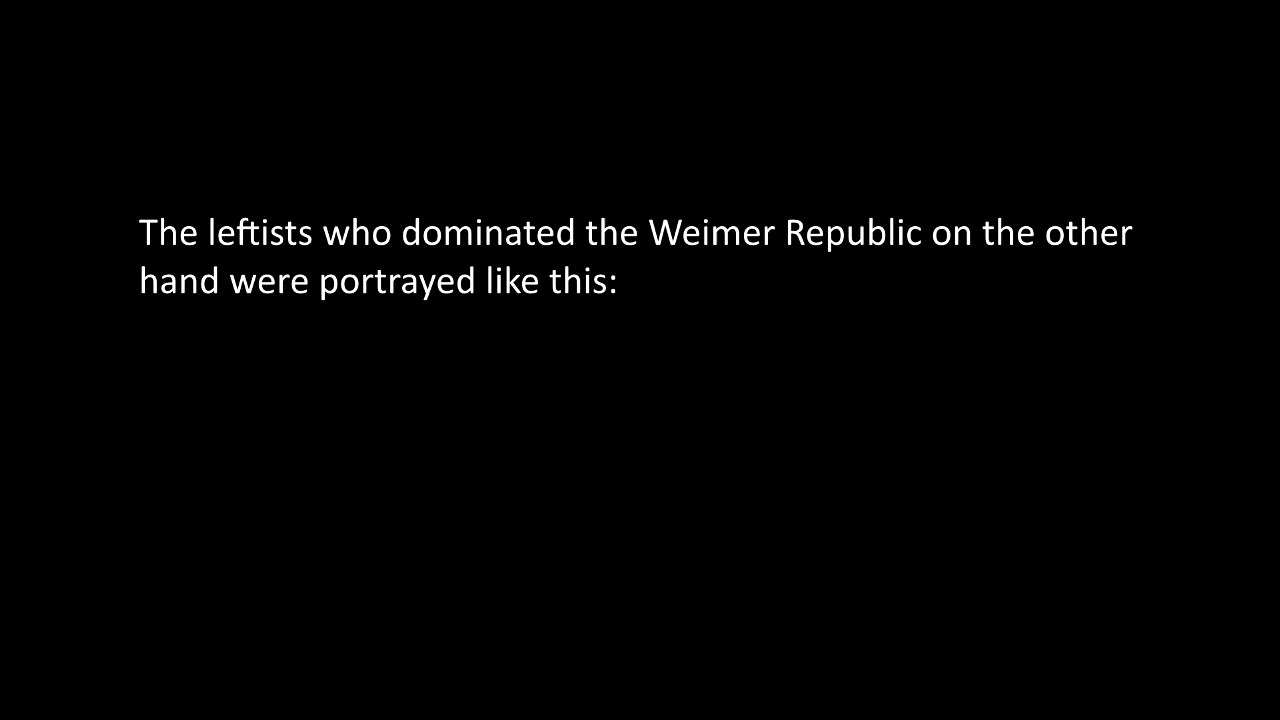 The leftists who dominated the Weimer Republic on the other
hand were portrayed like this: